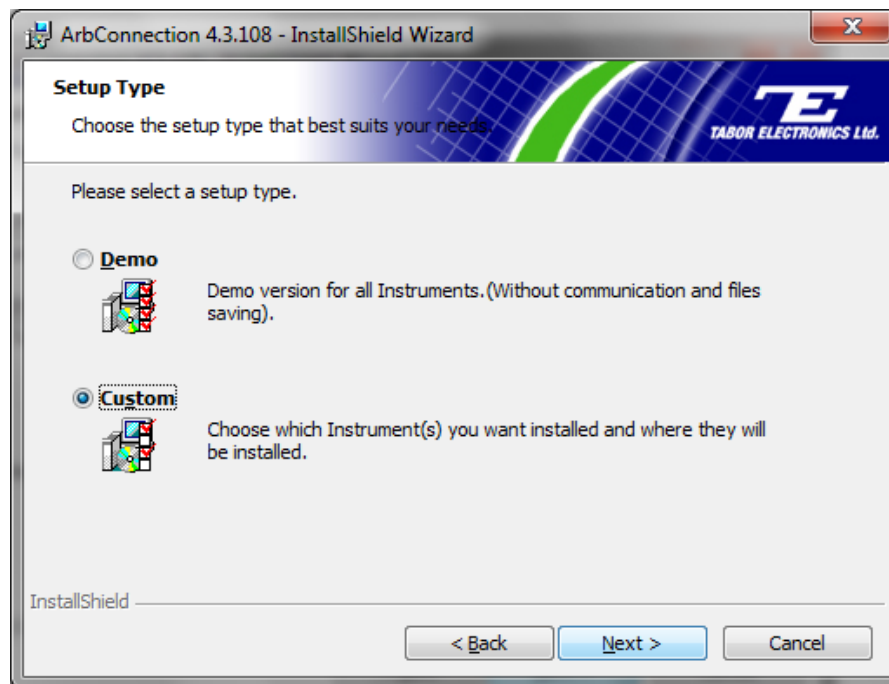 ArbConnection 4.3.108 - InstallShield Wizard
Setup Type
Choose the setup type that best suits your needs.
TE
TABOR ELECTRONICS Ltd.
Please select a setup type.
Demo
Demo version for all Instruments.(Without communication and files
saving).
Custom
Choose which Instrument(s) you want installed and where they will
be installed.
InstallShield
< Back
Next >
Cancel